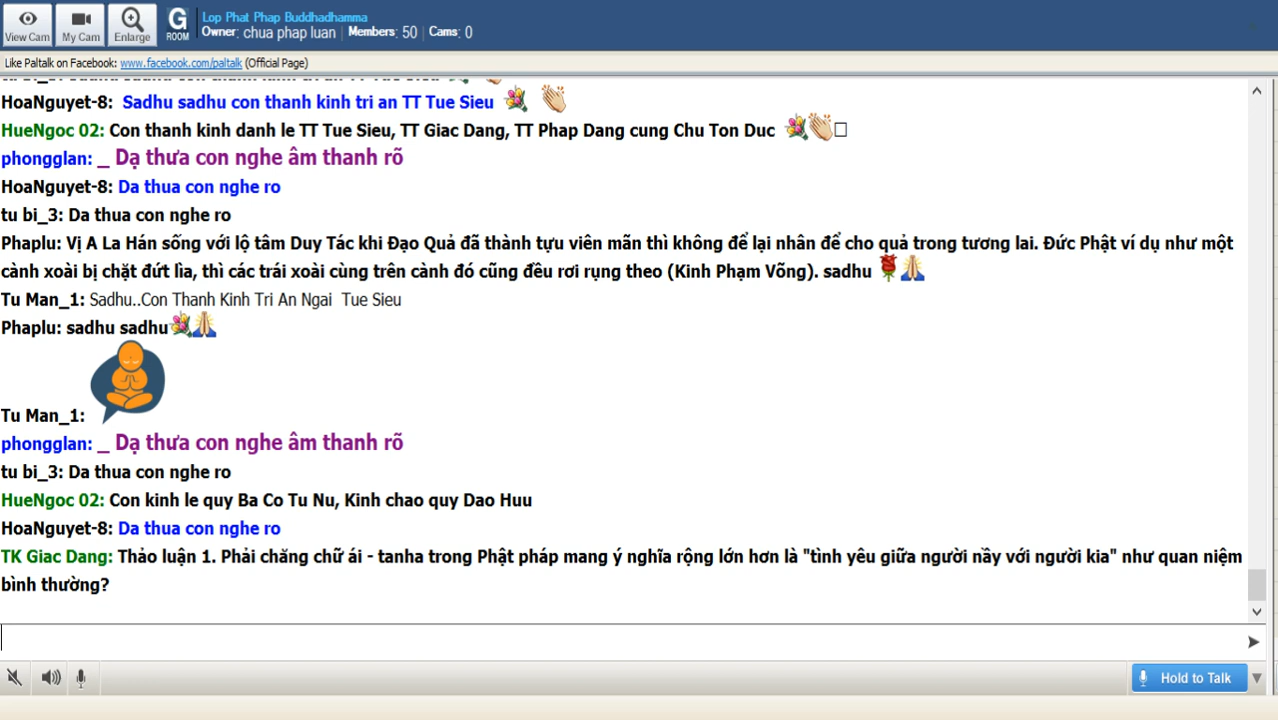 Lop Phat Phap Buddhadhamma
View Cam
My Cam
Enlarge
G ROOM
Owner: chua phap luan | Members: 50 | Cams: 0
Like Paltalk on Facebook: www.facebook.com/paltalk (Official Page)
HoaNguyet-8: Sadhu sadhu con thanh kinh tri an TT Tue Sieu
HueNgoc 02: Con thanh kinh danh le TT Tue Sieu, TT Giac Dang, TT Phap Dang cung Chu Ton Duc
phongglan: _ Dạ thưa con nghe âm thanh rõ
HoaNguyet-8: Da thua con nghe ro
tu bi_3: Da thua con nghe ro
Phaplu: Vị A La Hán sống với lộ tâm Duy Tác khi Đạo Quả đã thành tựu viên mãn thì không để lại nhân để cho quả trong tương lai. Đức Phật ví dụ như một
cành xoài bị chặt đứt lìa, thì các trái xoài cùng trên cành đó cũng đều rơi rụng theo (Kinh Phạm Võng). sadhu
Tu Man_1: Sadhu..Con Thanh Kinh Tri An Ngai Tue Sieu
Phaplu: sadhu sadhu
Tu Man_1:
phongglan: _ Dạ thưa con nghe âm thanh rõ
tu bi_3: Da thua con nghe ro
HueNgoc 02: Con kinh le quy Ba Co Tu Nu, Kinh chao quy Dao Huu
HoaNguyet-8: Da thua con nghe ro
TK Giac Dang: Thảo luận 1. Phải chăng chữ ái - tanha trong Phật pháp mang ý nghĩa rộng lớn hơn là "tình yêu giữa người nầy với người kia" như quan niệm
bình thường?
Hold to Talk